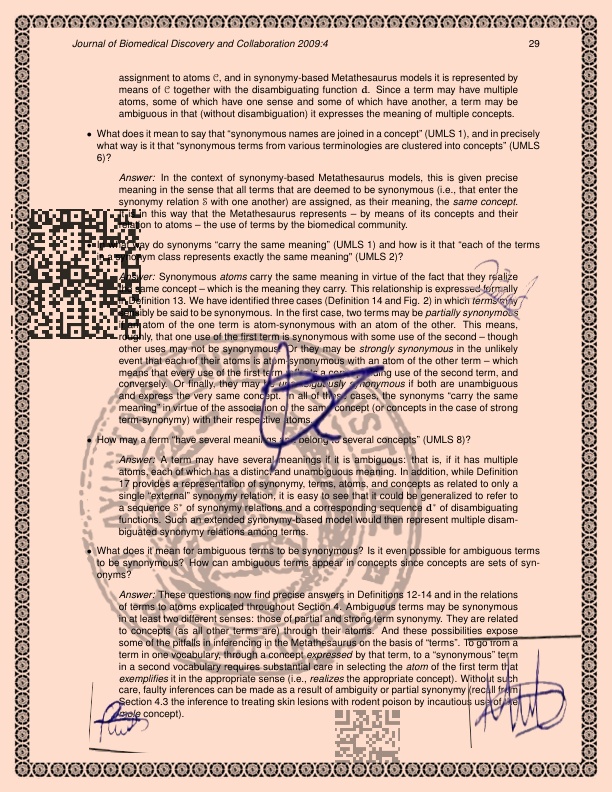 Journal of Biomedical Discovery and Collaboration 2009:4 29
assignment to atoms ℭ, and in synonymy-based Metathesaurus models it is represented by
means of ℭ together with the disambiguating function d. Since a term may have multiple
atoms, some of which have one sense and some of which have another, a term may be
ambiguous in that (without disambiguation) it expresses the meaning of multiple concepts.
• What does it mean to say that “synonymous names are joined in a concept” (UMLS 1), and in precisely
what way is it that “synonymous terms from various terminologies are clustered into concepts” (UMLS
6)?
Answer: In the context of synonymy-based Metathesaurus models, this is given precise
meaning in the sense that all terms that are deemed to be synonymous (i.e., that enter the
synonymy relation S with one another) are assigned, as their meaning, the same concept.
It is in this way that the Metathesaurus represents – by means of its concepts and their
relation to atoms – the use of terms by the biomedical community.
way do synonyms “carry the same meaning” (UMLS 1) and how is it that “each of the terms
synonym class represents exactly the same meaning” (UMLS 2)?
Answer: Synonymous atoms carry the same meaning in virtue of the fact that they realize
the same concept – which is the meaning they carry. This relationship is expressed formally
in Definition 13. We have identified three cases (Definition 14 and Fig. 2) in which terms may
sensibly be said to be synonymous. In the first case, two terms may be partially synonymous
if an atom of the one term is atom-synonymous with an atom of the other. This means,
roughly, that one use of the first term is synonymous with some use of the second – though
other uses may not be synonymous. Or they may be strongly synonymous in the unlikely
event that each of their atoms is atom-synonymous with an atom of the other term – which
means that every use of the first term use of the second term, and
conversely. Or finally, they may be unambiguously synonymous if both are unambiguous
and express the very same concept. In all of these cases, the synonyms “carry the same
meaning” in virtue of the association of the same concept (or concepts in the case of strong
term-synonymy) with their respective atoms.
• How may a term “have several meanings and belong to several concepts” (UMLS 8)?
Answer: A term may have several meanings if it is ambiguous: that is, if it has multiple
atoms, each of which has a distinct and unambiguous meaning. In addition, while Definition
17 provides a representation of synonymy, terms, atoms, and concepts as related to only a
single “external” synonymy relation, it is easy to see that it could be generalized to refer to
a sequence S* of synonymy relations and a corresponding sequence d* of disambiguating
functions. Such an extended synonymy-based model would then represent multiple disam-
biguated synonymy relations among terms.
• What does it mean for ambiguous terms to be synonymous? Is it even possible for ambiguous terms
to be synonymous? How can ambiguous terms appear in concepts since concepts are sets of syn-
onyms?
Answer: These questions now find precise answers in Definitions 12-14 and in the relations
of terms to atoms explicated throughout Section 4. Ambiguous terms may be synonymous
in at least two different senses: those of partial and strong term synonymy. They are related
to concepts (as all other terms are) through their atoms. And these possibilities expose
some of the pitfalls in inferencing in the Metathesaurus on the basis of “terms”. To go from a
term in one vocabulary, through a concept expressed by that term, to a “synonymous” term
in a second vocabulary requires substantial care in selecting the atom of the first term that
exemplifies it in the appropriate sense (i.e., realizes the appropriate concept). Without such
care, faulty inferences can be made as a result of ambiguity or partial synonymy (recall from
Section 4.3 the inference to treating skin lesions with rodent poison by incautious use of the
mole concept).